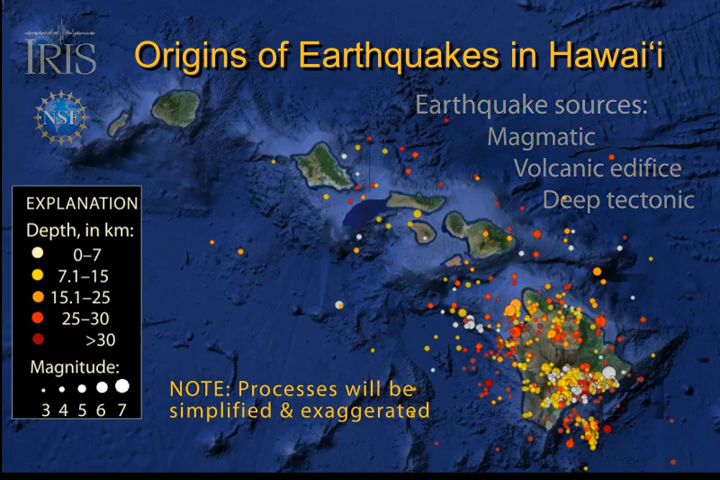 IRIS
Origins of Earthquakes in Hawai‘i
NSF
Earthquake sources:
Magmatic
Volcanic edifice
Deep tectonic
EXPLANATION
Depth, in km:
0–7
7.1–15
15.1–25
25–30
>30
Magnitude:
3 4 5 6 7
NOTE: Processes will be
simplified & exaggerated